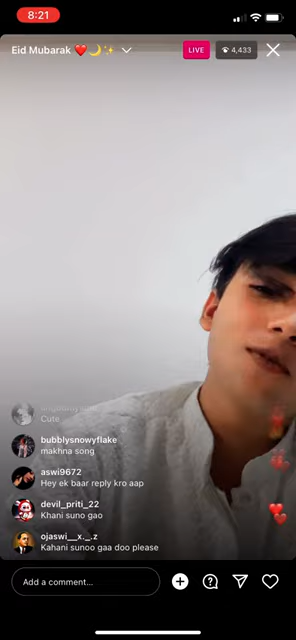 8:21
Eid Mubarak ❤️🌙✨
LIVE
4,433
Cute
bubblysnowyflake
makhna song
aswi9672
Hey ek baar reply kro aap
devil_priti_22
Khani suno gao
ojaswi__x._.z
Kahani sunoo gaa doo please
Add a comment...